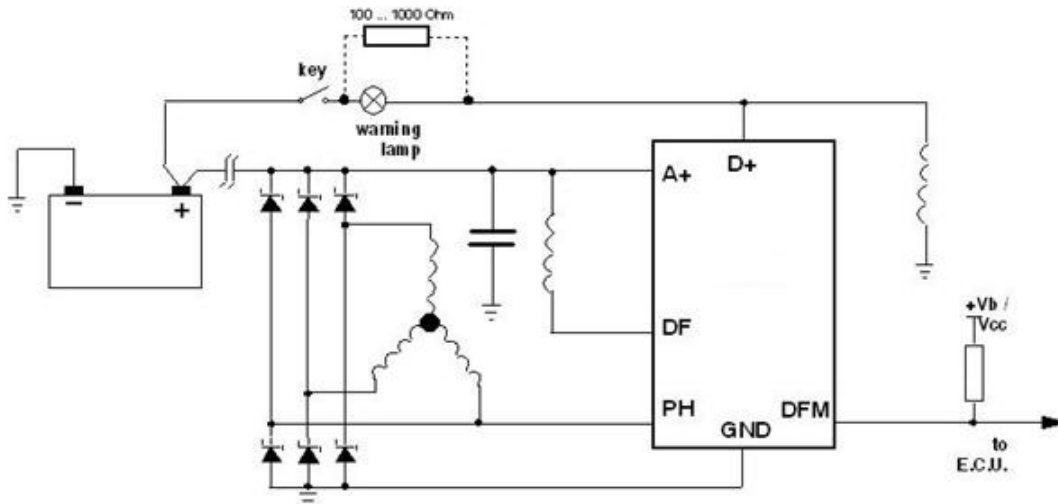 100 ... 1000 Ohm
key
warning
lamp
D+
A+
−
+
DF
+Vb /
Vcc
PH
DFM
GND
to
E.C.U.